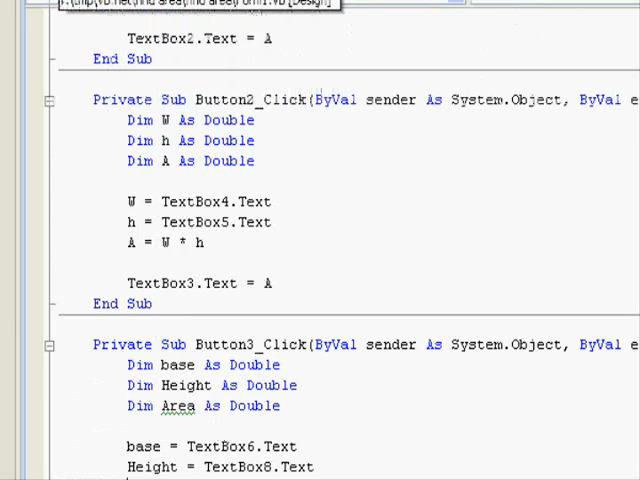 TextBox2.Text = A
End Sub
Private Sub Button2_Click(ByVal sender As System.Object, ByVal e
Dim W As Double
Dim h As Double
Dim A As Double
W = TextBox4.Text
h = TextBox5.Text
A = W * h
TextBox3.Text = A
End Sub
Private Sub Button3_Click(ByVal sender As System.Object, ByVal e
Dim base As Double
Dim Height As Double
Dim Area As Double
base = TextBox6.Text
Height = TextBox8.Text